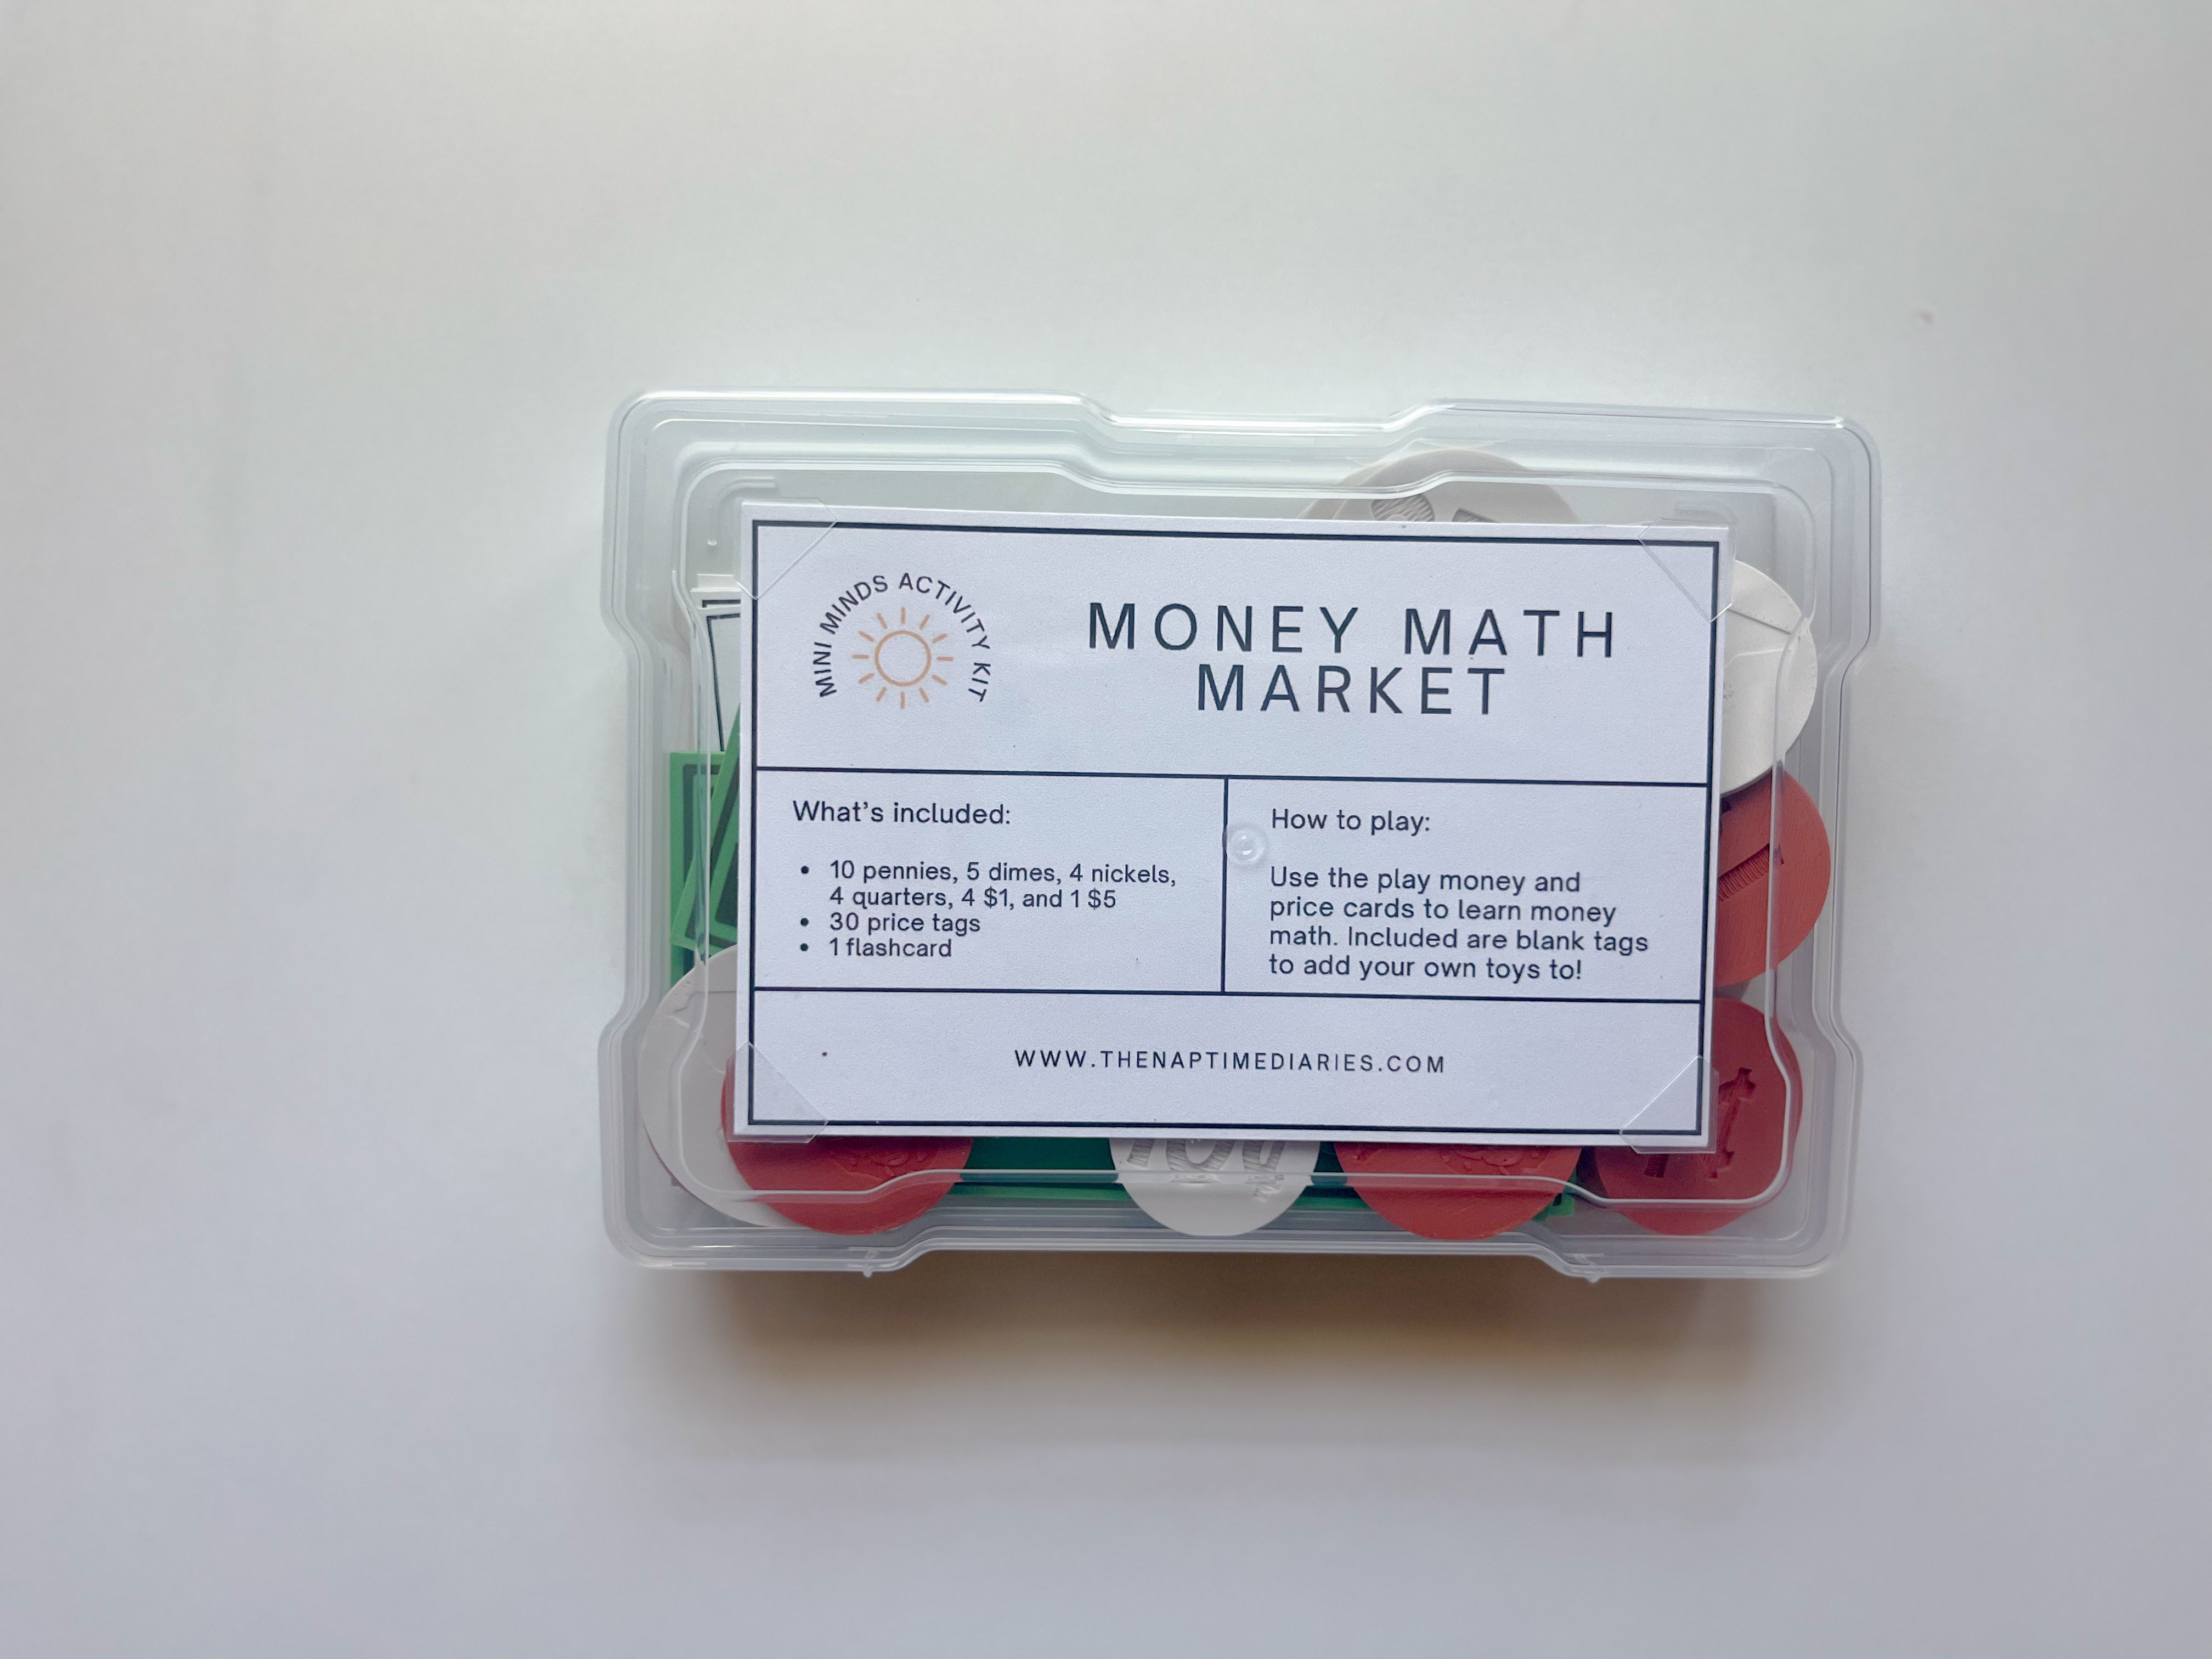 MINI MINDS ACTIVITY KIT
MONEY MATH
MARKET
What's included:
• 10 pennies, 5 dimes, 4 nickels,
4 quarters, 4 $1, and 1 $5
• 30 price tags
• 1 flashcard
How to play:
Use the play money and
price cards to learn money
math. Included are blank tags
to add your own toys to!
WWW.THENAPTIMEDIARIES.COM
10¢